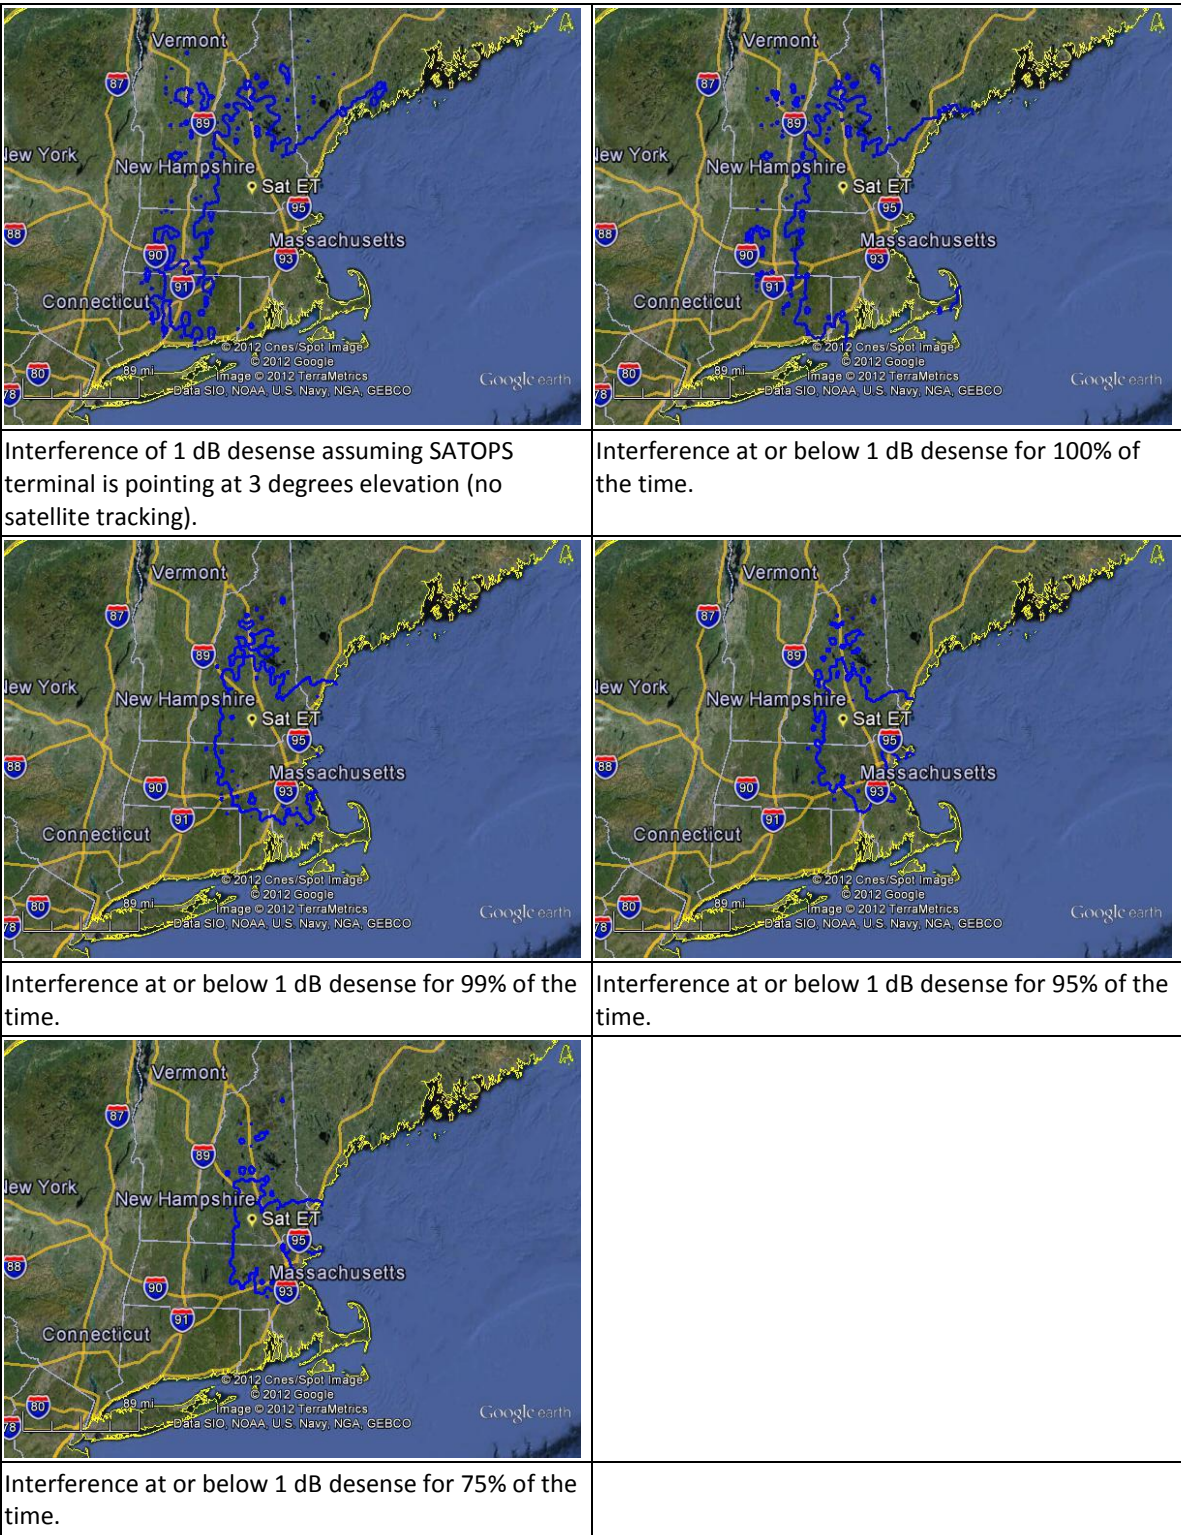 Vermont
87
89
New York
New Hampshire
Sat ET
95
88
Massachusetts
90
93
91
Connecticut
© 2012 Cnes/Spot Image
© 2012 Google
80
89 mi
Image © 2012 TerraMetrics
Data SIO, NOAA, U.S. Navy, NGA, GEBCO
Google earth
78
Vermont
87
89
New York
New Hampshire
Sat ET
95
88
Massachusetts
90
93
91
Connecticut
© 2012 Cnes/Spot Image
© 2012 Google
80
89 mi
Image © 2012 TerraMetrics
Data SIO, NOAA, U.S. Navy, NGA, GEBCO
Google earth
78
Interference of 1 dB desense assuming SATOPS
terminal is pointing at 3 degrees elevation (no
satellite tracking).
Interference at or below 1 dB desense for 100% of
the time.
Vermont
87
89
New York
New Hampshire
Sat ET
95
88
Massachusetts
90
93
91
Connecticut
© 2012 Cnes/Spot Image
© 2012 Google
80
89 mi
Image © 2012 TerraMetrics
Data SIO, NOAA, U.S. Navy, NGA, GEBCO
Google earth
78
Vermont
87
89
New York
New Hampshire
Sat ET
95
88
Massachusetts
90
93
91
Connecticut
© 2012 Cnes/Spot Image
© 2012 Google
80
89 mi
Image © 2012 TerraMetrics
Data SIO, NOAA, U.S. Navy, NGA, GEBCO
Google earth
78
Interference at or below 1 dB desense for 99% of the
time.
Interference at or below 1 dB desense for 95% of the
time.
Vermont
87
89
New York
New Hampshire
Sat ET
95
88
Massachusetts
90
93
91
Connecticut
© 2012 Cnes/Spot Image
© 2012 Google
80
89 mi
Image © 2012 TerraMetrics
Data SIO, NOAA, U.S. Navy, NGA, GEBCO
Google earth
78
Interference at or below 1 dB desense for 75% of the
time.